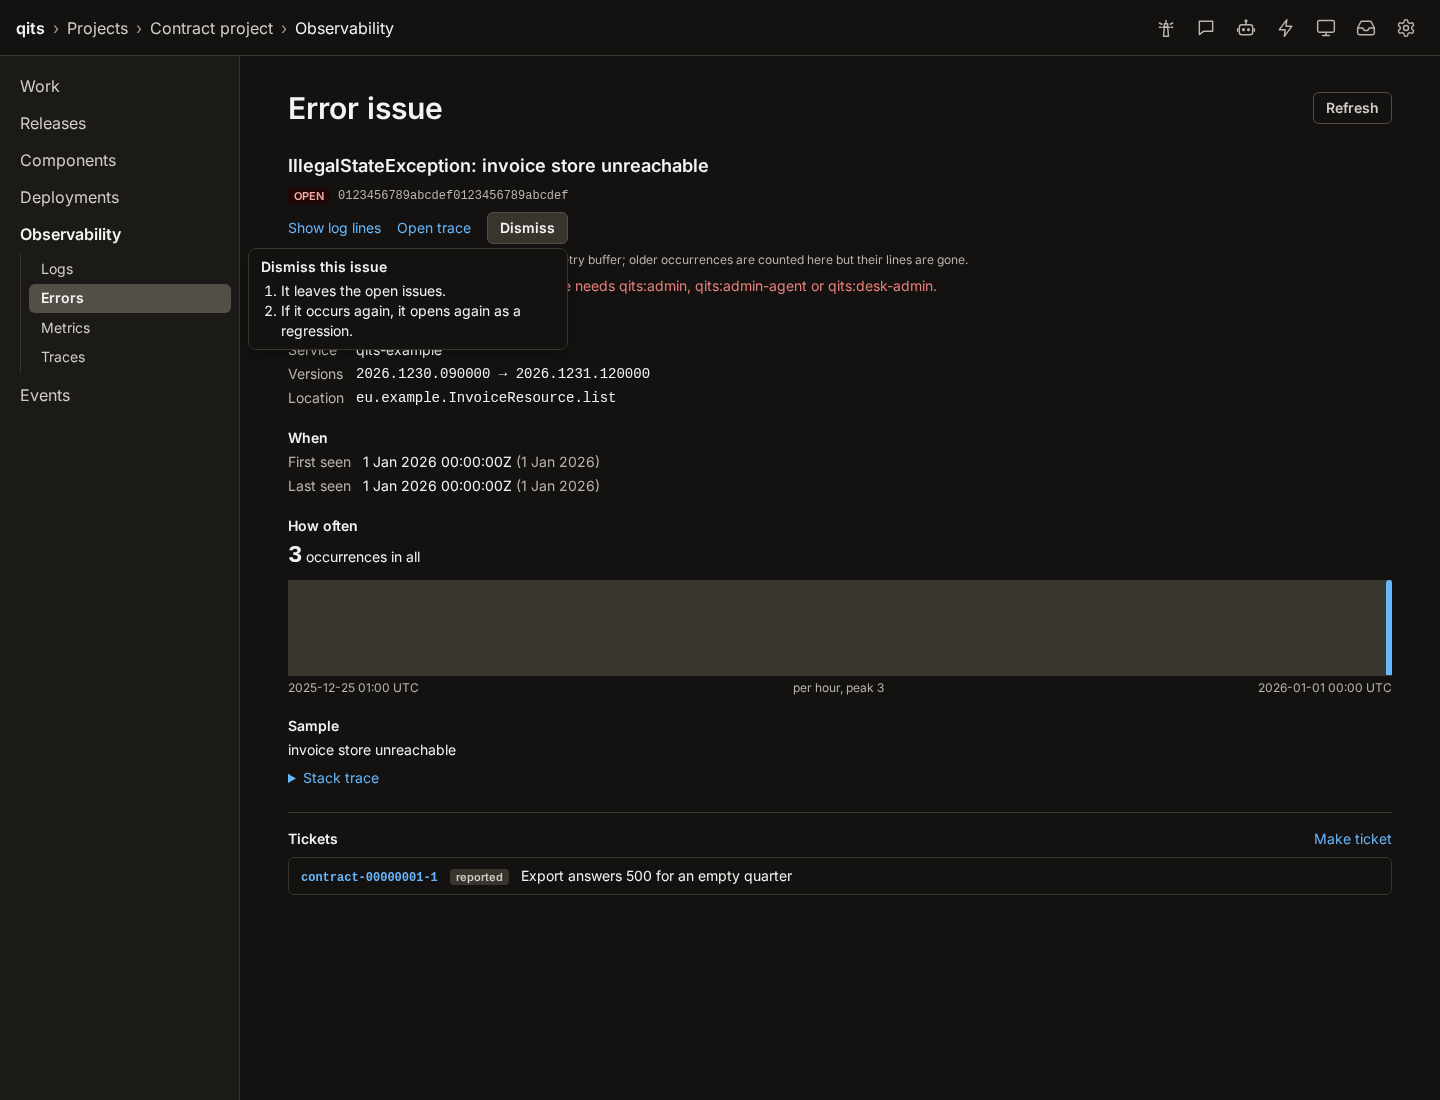 qits › Projects › Contract project › Observability
Work
Releases
Components
Deployments
Observability
Logs
Errors
Metrics
Traces
Events
Error issue
Refresh
IllegalStateException: invoice store unreachable
OPEN 0123456789abcdef0123456789abcdef
Show log lines Open trace Dismiss
buffer; older occurrences are counted here but their lines are gone.
needs qits:admin, qits:admin-agent or qits:desk-admin.
Dismiss this issue
1. It leaves the open issues.
2. If it occurs again, it opens again as a
regression.
Service qits-example
Versions 2026.1230.090000 → 2026.1231.120000
Location eu.example.InvoiceResource.list
When
First seen 1 Jan 2026 00:00:00Z (1 Jan 2026)
Last seen 1 Jan 2026 00:00:00Z (1 Jan 2026)
How often
3 occurrences in all
2025-12-25 01:00 UTC per hour, peak 3 2026-01-01 00:00 UTC
Sample
invoice store unreachable
Stack trace
Tickets Make ticket
contract-00000001-1 reported Export answers 500 for an empty quarter